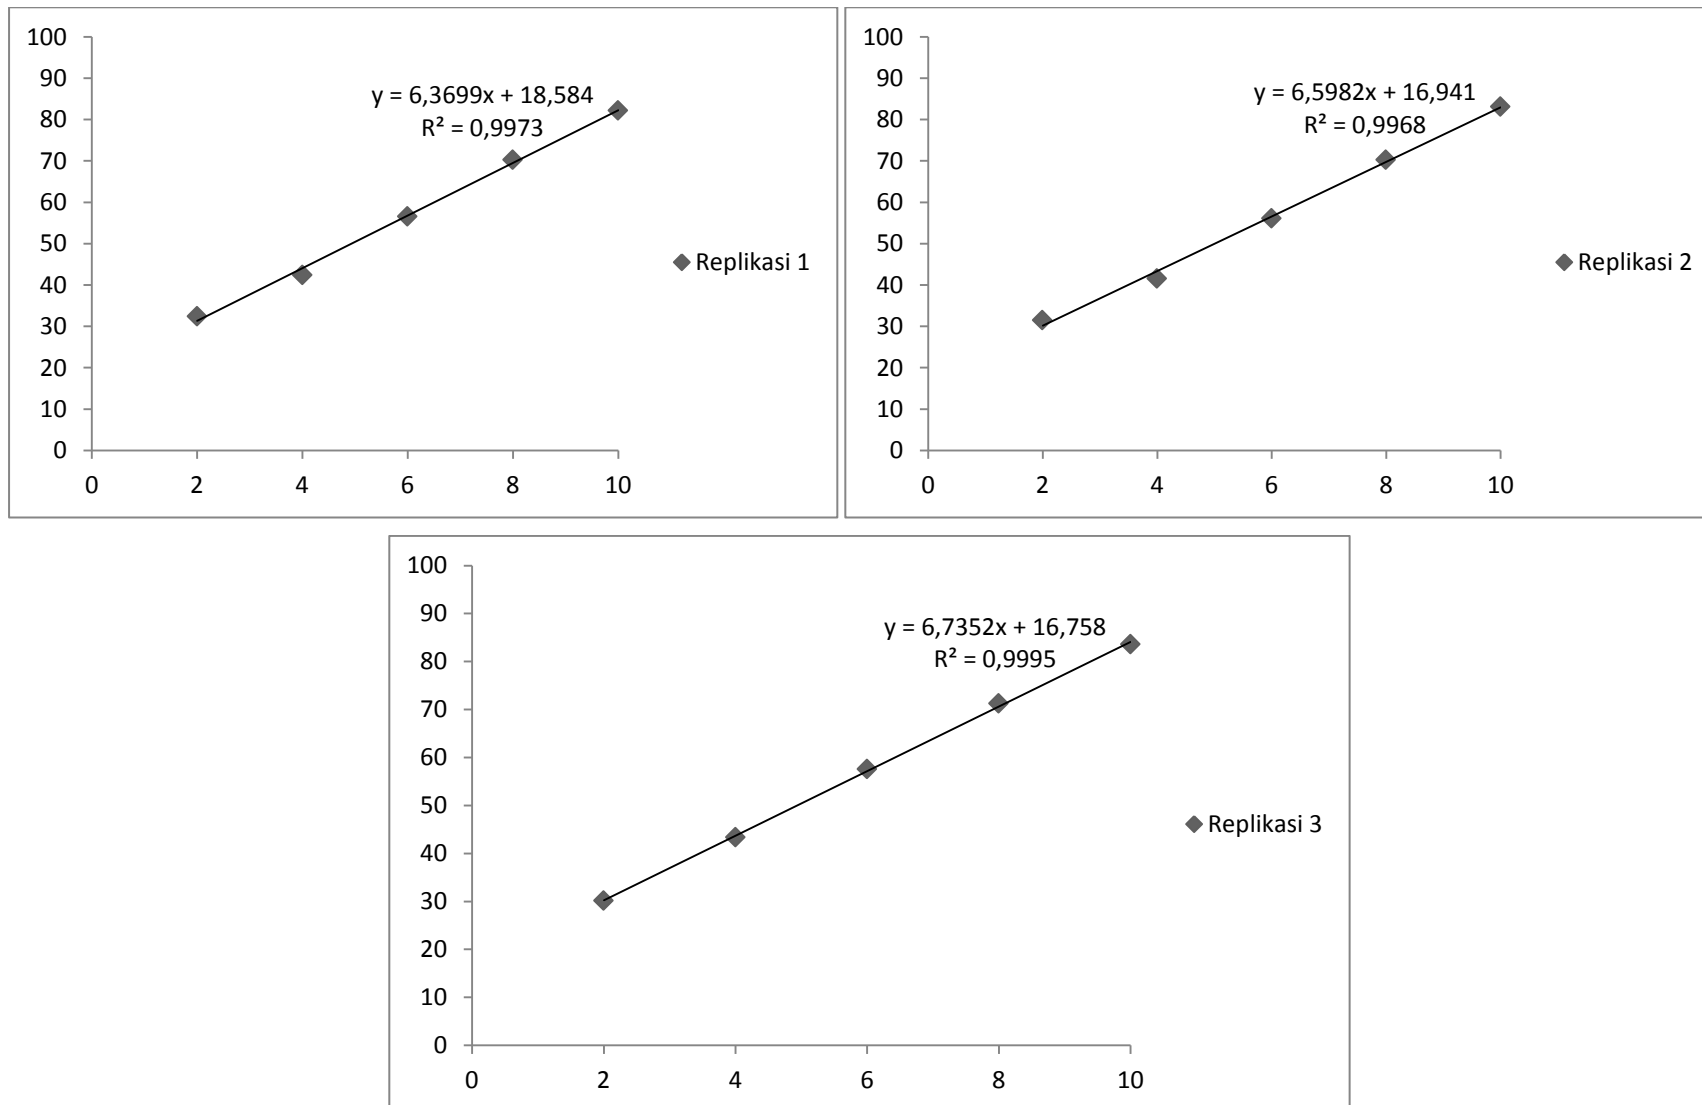 100
90
80
70
60
50
40
30
20
10
0
0 2 4 6 8 10
y = 6,3699x + 18,584
R² = 0,9973
Replikasi 1
100
90
80
70
60
50
40
30
20
10
0
0 2 4 6 8 10
y = 6,5982x + 16,941
R² = 0,9968
Replikasi 2
100
90
80
70
60
50
40
30
20
10
0
0 2 4 6 8 10
y = 6,7352x + 16,758
R² = 0,9995
Replikasi 3